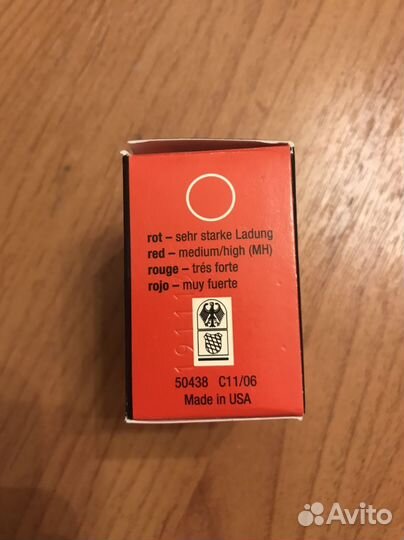 rot – sehr starke Ladung
red – medium/high (MH)
rouge – trés forte
rojo – muy fuerte
50438 C11/06
Made in USA
Avito